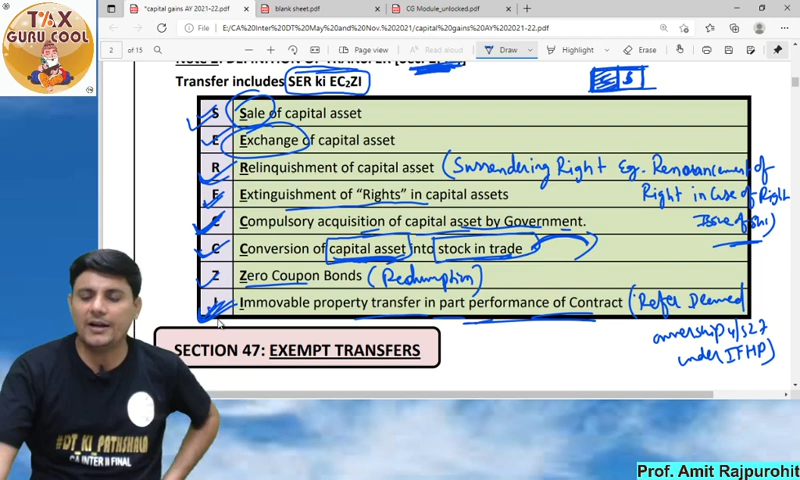 TAX
GURU COOL
*capital gains AY 2021-22.pdf
blank sheet.pdf
CG Module_unlocked.pdf
E:/CA%20Inter%20DT%20May%20and%20Nov.%202021/capital%20gains%20AY%202021-22.pdf
2 of 15
Page view
Read aloud
Draw
Highlight
Erase
Transfer includes SER ki EC₂ZI
S Sale of capital asset
E Exchange of capital asset
R Relinquishment of capital asset (Surrendering Right Eg. Renouncement of
E Extinguishment of "Rights" in capital assets Right in Case of Right
C Compulsory acquisition of capital asset by Government. Issue of
C Conversion of capital asset into stock in trade
Z Zero Coupon Bonds (Redemption)
I Immovable property transfer in part performance of Contract (Refer Deemed
ownership u/s 27
under IFHP)
SECTION 47: EXEMPT TRANSFERS
#DT KI PATHSHALA
CA INTER II FINAL
Prof. Amit Rajpurohit